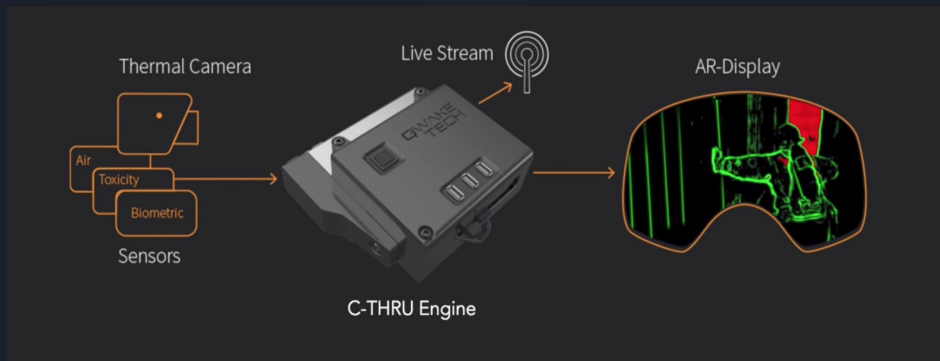 Thermal Camera
Air
Toxicity
Biometric
Sensors
Live Stream
QWAKE
TECH
C-THRU Engine
AR-Display